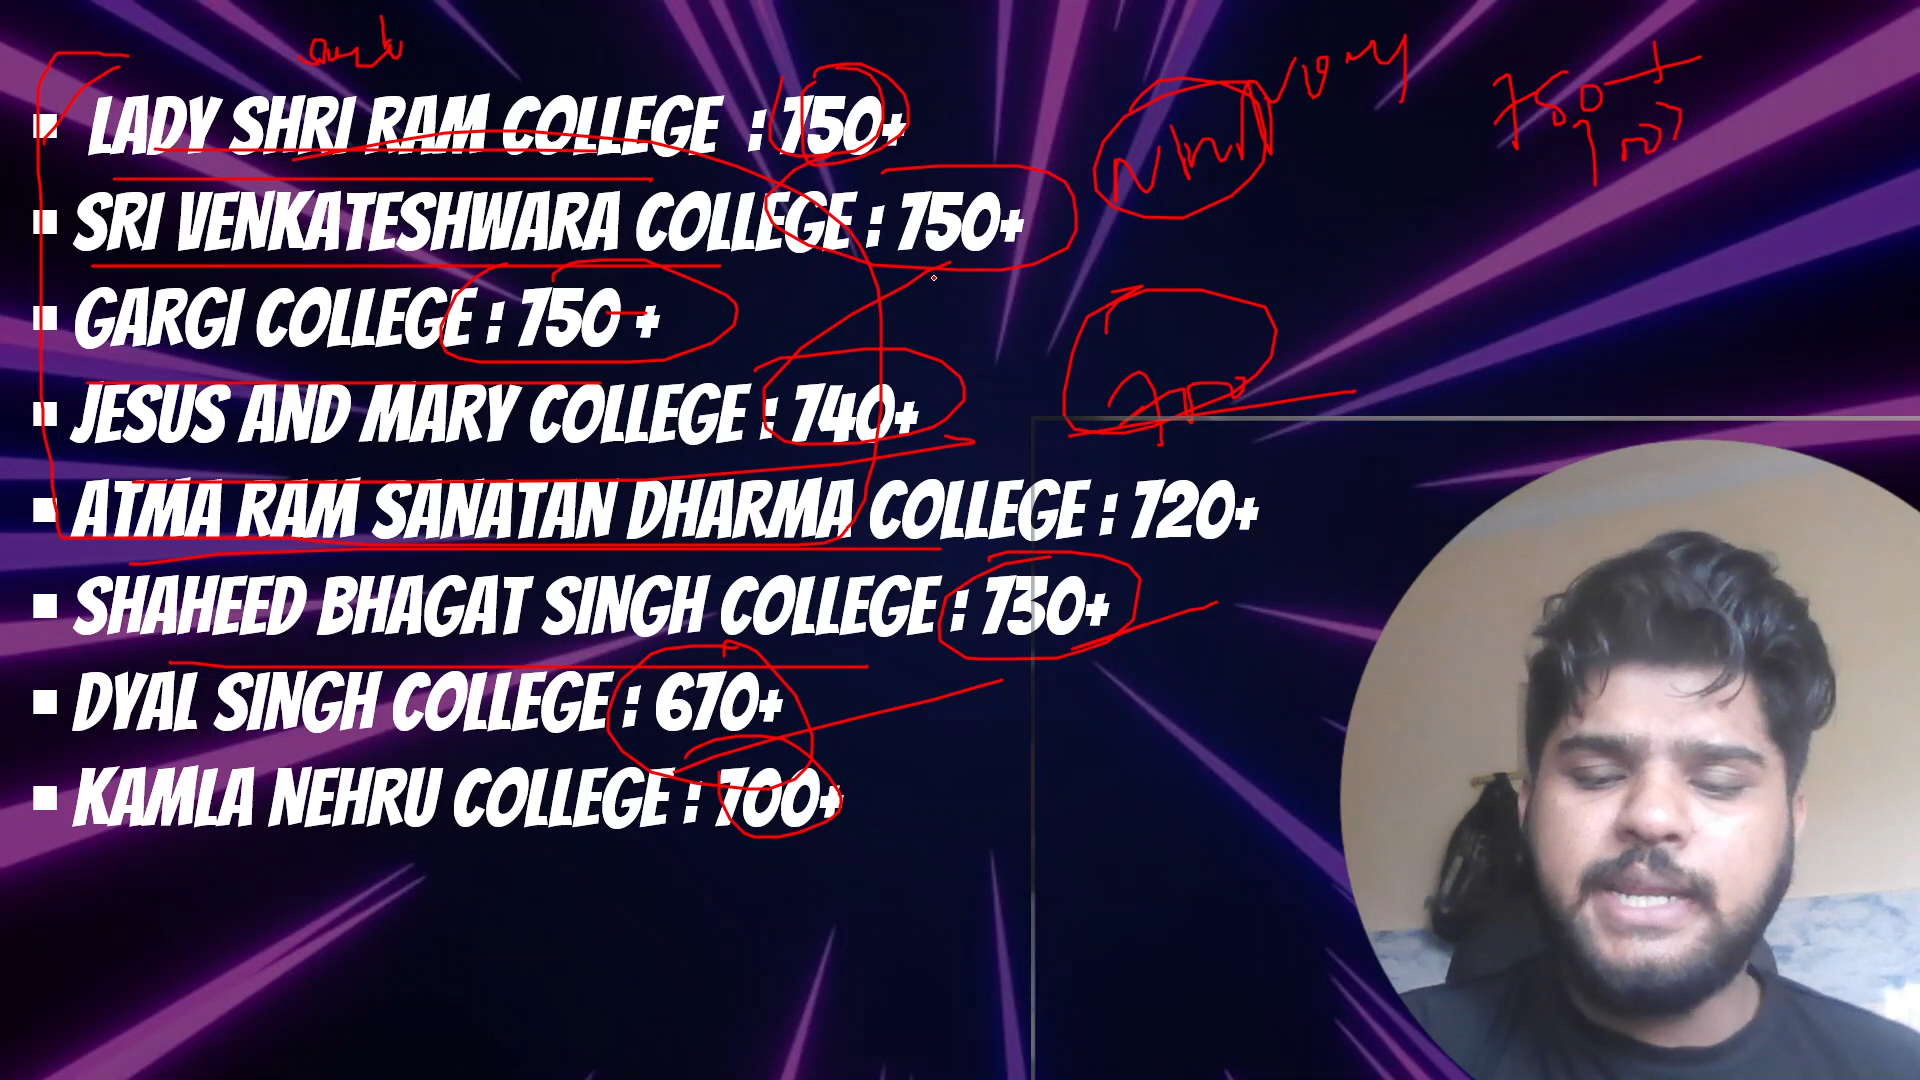 LADY SHRI RAM COLLEGE : 750+
SRI VENKATESHWARA COLLEGE : 750+
GARGI COLLEGE : 750 +
JESUS AND MARY COLLEGE : 740+
ATMA RAM SANATAN DHARMA COLLEGE : 720+
SHAHEED BHAGAT SINGH COLLEGE : 730+
DYAL SINGH COLLEGE : 670+
KAMLA NEHRU COLLEGE : 700+